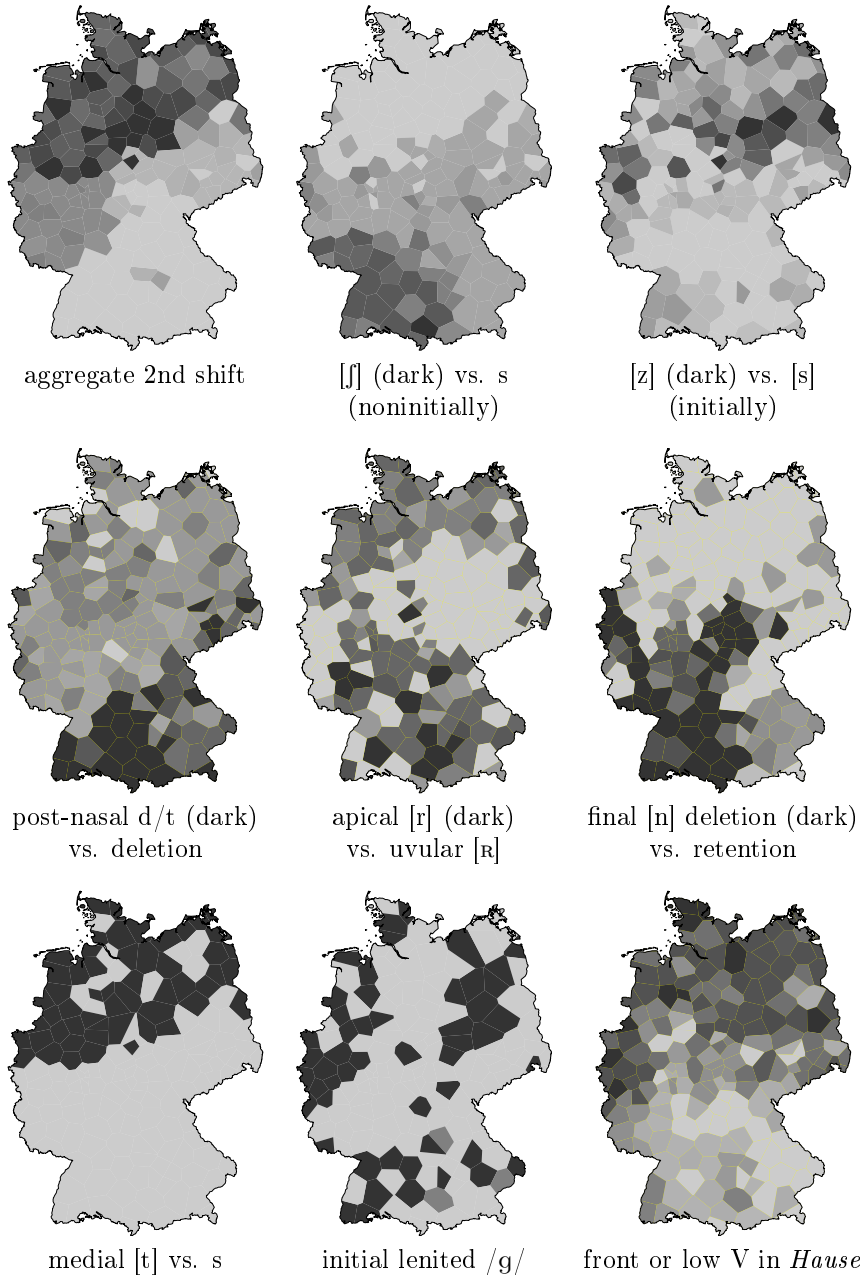 aggregate 2nd shift
[ʃ] (dark) vs. s
(noninitially)
[z] (dark) vs. [s]
(initially)
post-nasal d/t (dark)
vs. deletion
apical [r] (dark)
vs. uvular [ʀ]
final [n] deletion (dark)
vs. retention
medial [t] vs. s
initial lenited /g/
front or low V in Hause